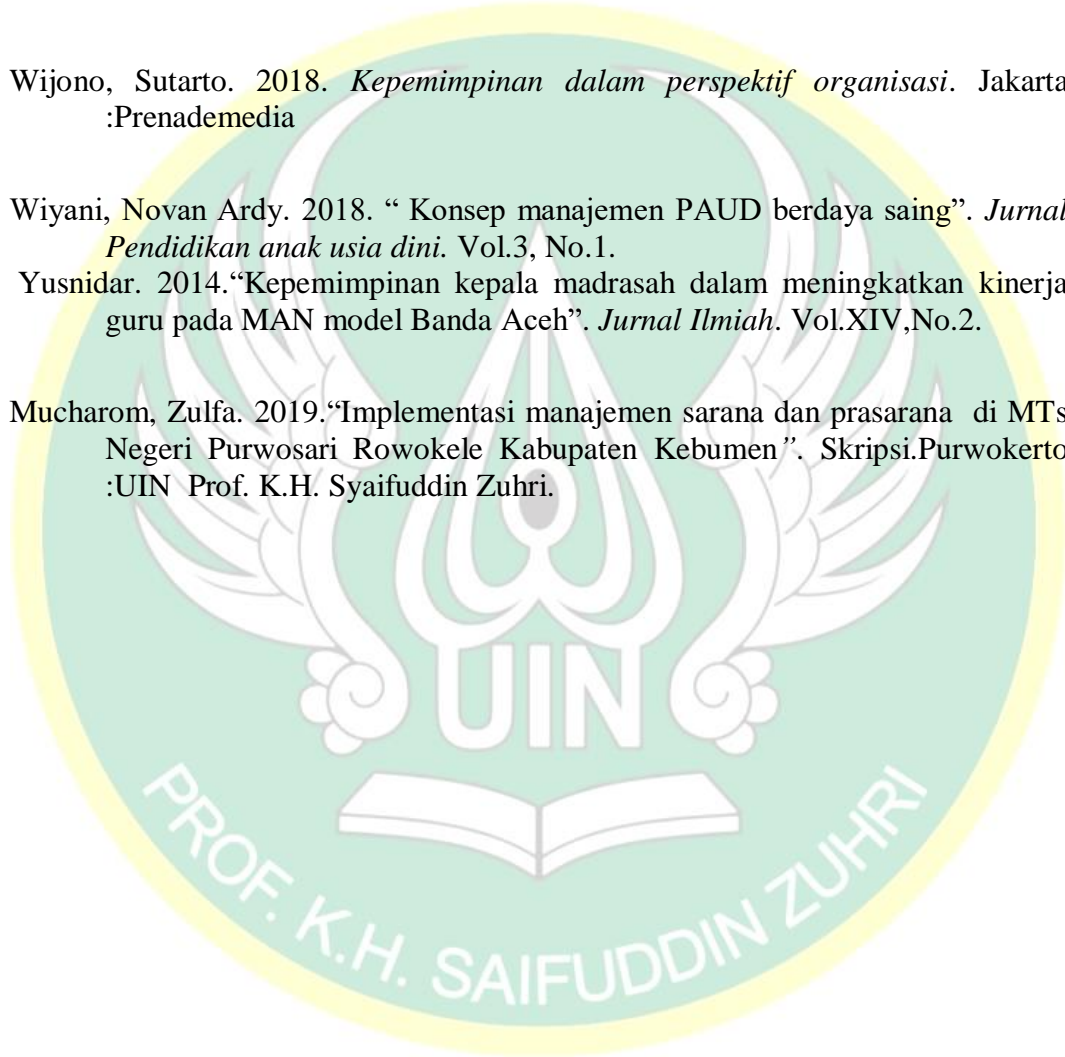 Wijono, Sutarto. 2018. Kepemimpinan dalam perspektif organisasi. Jakarta
:Prenademedia
Wiyani, Novan Ardy. 2018. “ Konsep manajemen PAUD berdaya saing”. Jurnal
Pendidikan anak usia dini. Vol.3, No.1.
Yusnidar. 2014.“Kepemimpinan kepala madrasah dalam meningkatkan kinerja
guru pada MAN model Banda Aceh”. Jurnal Ilmiah. Vol.XIV,No.2.
Mucharom, Zulfa. 2019.“Implementasi manajemen sarana dan prasarana  di MTs
Negeri Purwosari Rowokele Kabupaten Kebumen”. Skripsi.Purwokerto
:UIN  Prof. K.H. Syaifuddin Zuhri.
UIN
PROF. K.H. SAIFUDDIN ZUHRI